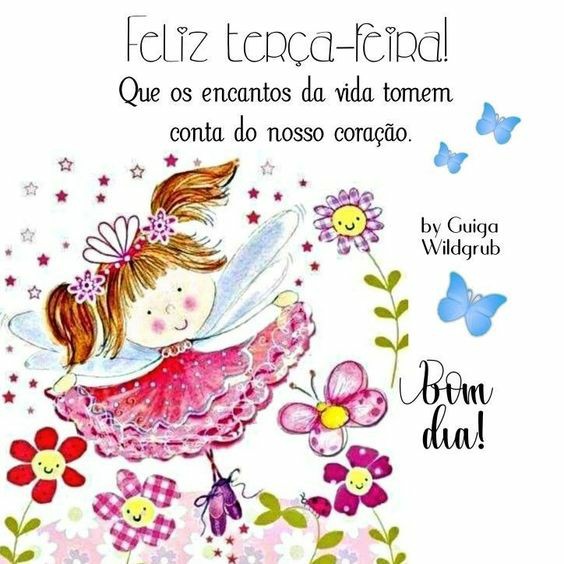 Feliz terça-feira!
Que os encantos da vida tomem
conta do nosso coração.
by Guiga
Wildgrub
Bom
dia!